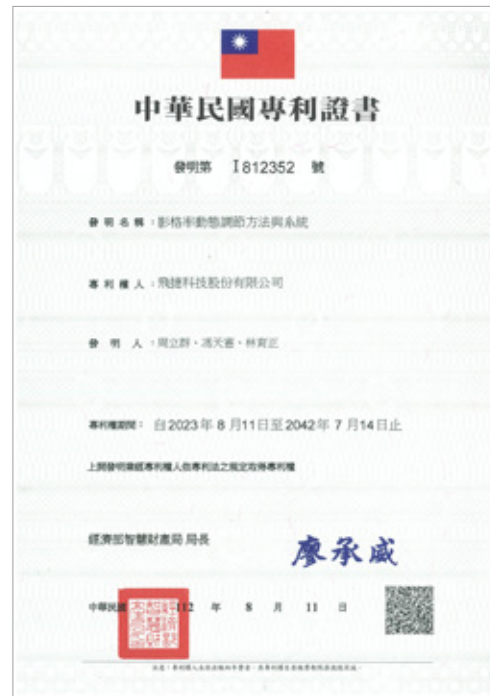 中華民國專利證書
發明第 I812352 號
發明名稱：影格率動態調節方法與系統
專利權人：飛捷科技股份有限公司
發明人：周立群、馮天審、林育正
專利權期間：自2023年8月11日至2042年7月14日止
上開發明業經專利權人依專利法之規定取得專利權
經濟部智慧財產局 局長
廖承威
中華民國 112 年 8 月 11 日